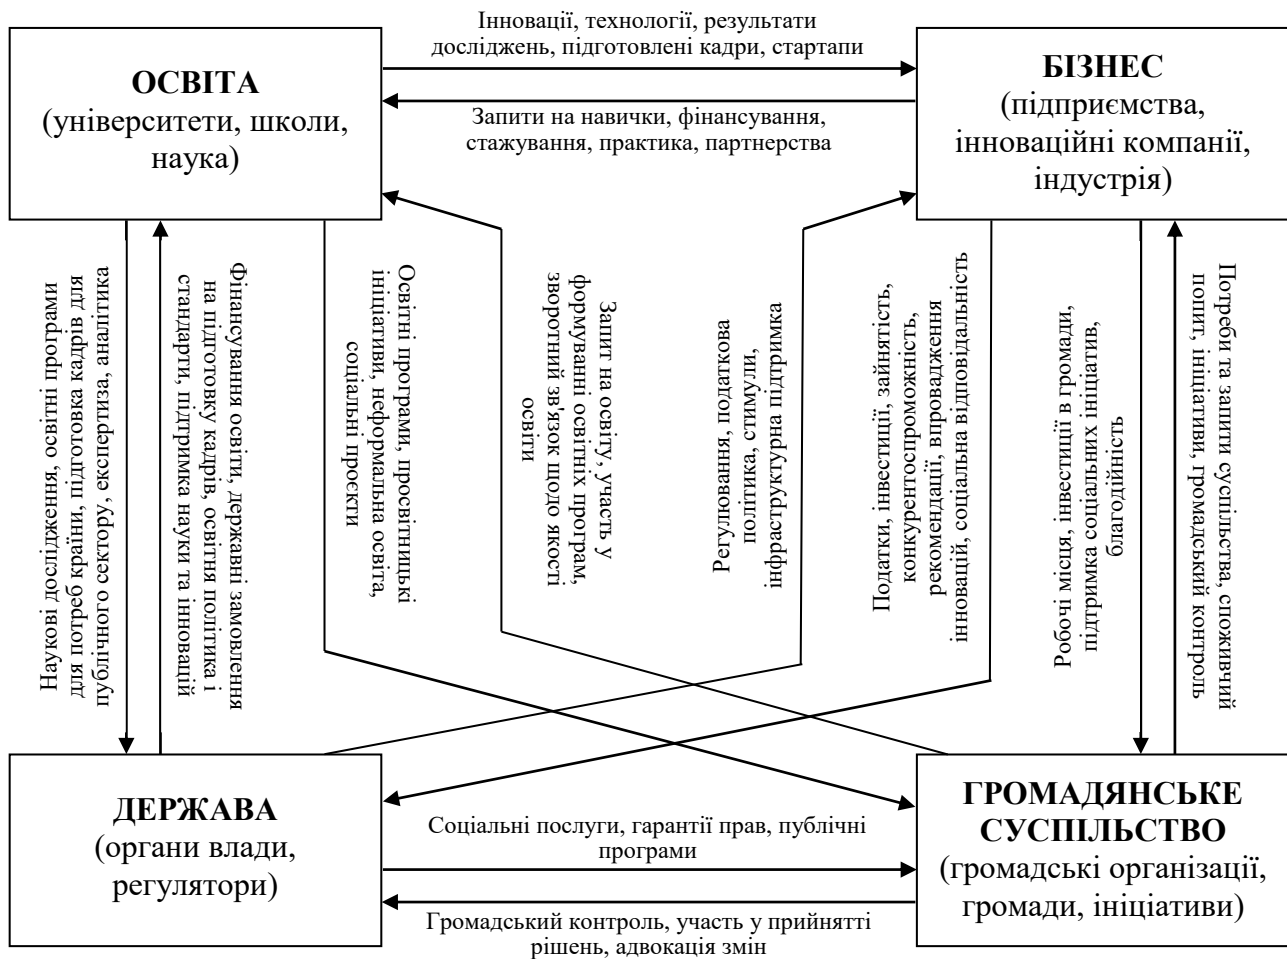 Інновації, технології, результати
досліджень, підготовлені кадри, стартапи
ОСВІТА
(університети, школи,
наука)
БІЗНЕС
(підприємства,
інноваційні компанії,
індустрія)
Запити на навички, фінансування,
стажування, практика, партнерства
Наукові дослідження, освітні програми
для потреб країни, підготовка кадрів для
публічного сектору, експертиза, аналітика
Фінансування освіти, державні замовлення
на підготовку кадрів, освітня політика і
стандарти, підтримка науки та інновацій
Освітні програми, просвітницькі
ініціативи, неформальна освіта,
соціальні проєкти
Запит на освіту, участь у
формуванні освітніх програм,
зворотний зв'язок щодо якості
освіти
Регулювання, податкова
політика, стимули,
інфраструктурна підтримка
Податки, інвестиції, зайнятість,
конкурентоспроможність,
рекомендації, впровадження
інновацій, соціальна відповідальність
Робочі місця, інвестиції в громади,
підтримка соціальних ініціатив,
благодійність
Потреби та запити суспільства, споживчий
попит, ініціативи, громадський контроль
ДЕРЖАВА
(органи влади,
регулятори)
Соціальні послуги, гарантії прав, публічні
програми
Громадський контроль, участь у прийнятті
рішень, адвокація змін
ГРОМАДЯНСЬКЕ
СУСПІЛЬСТВО
(громадські організації,
громади, ініціативи)